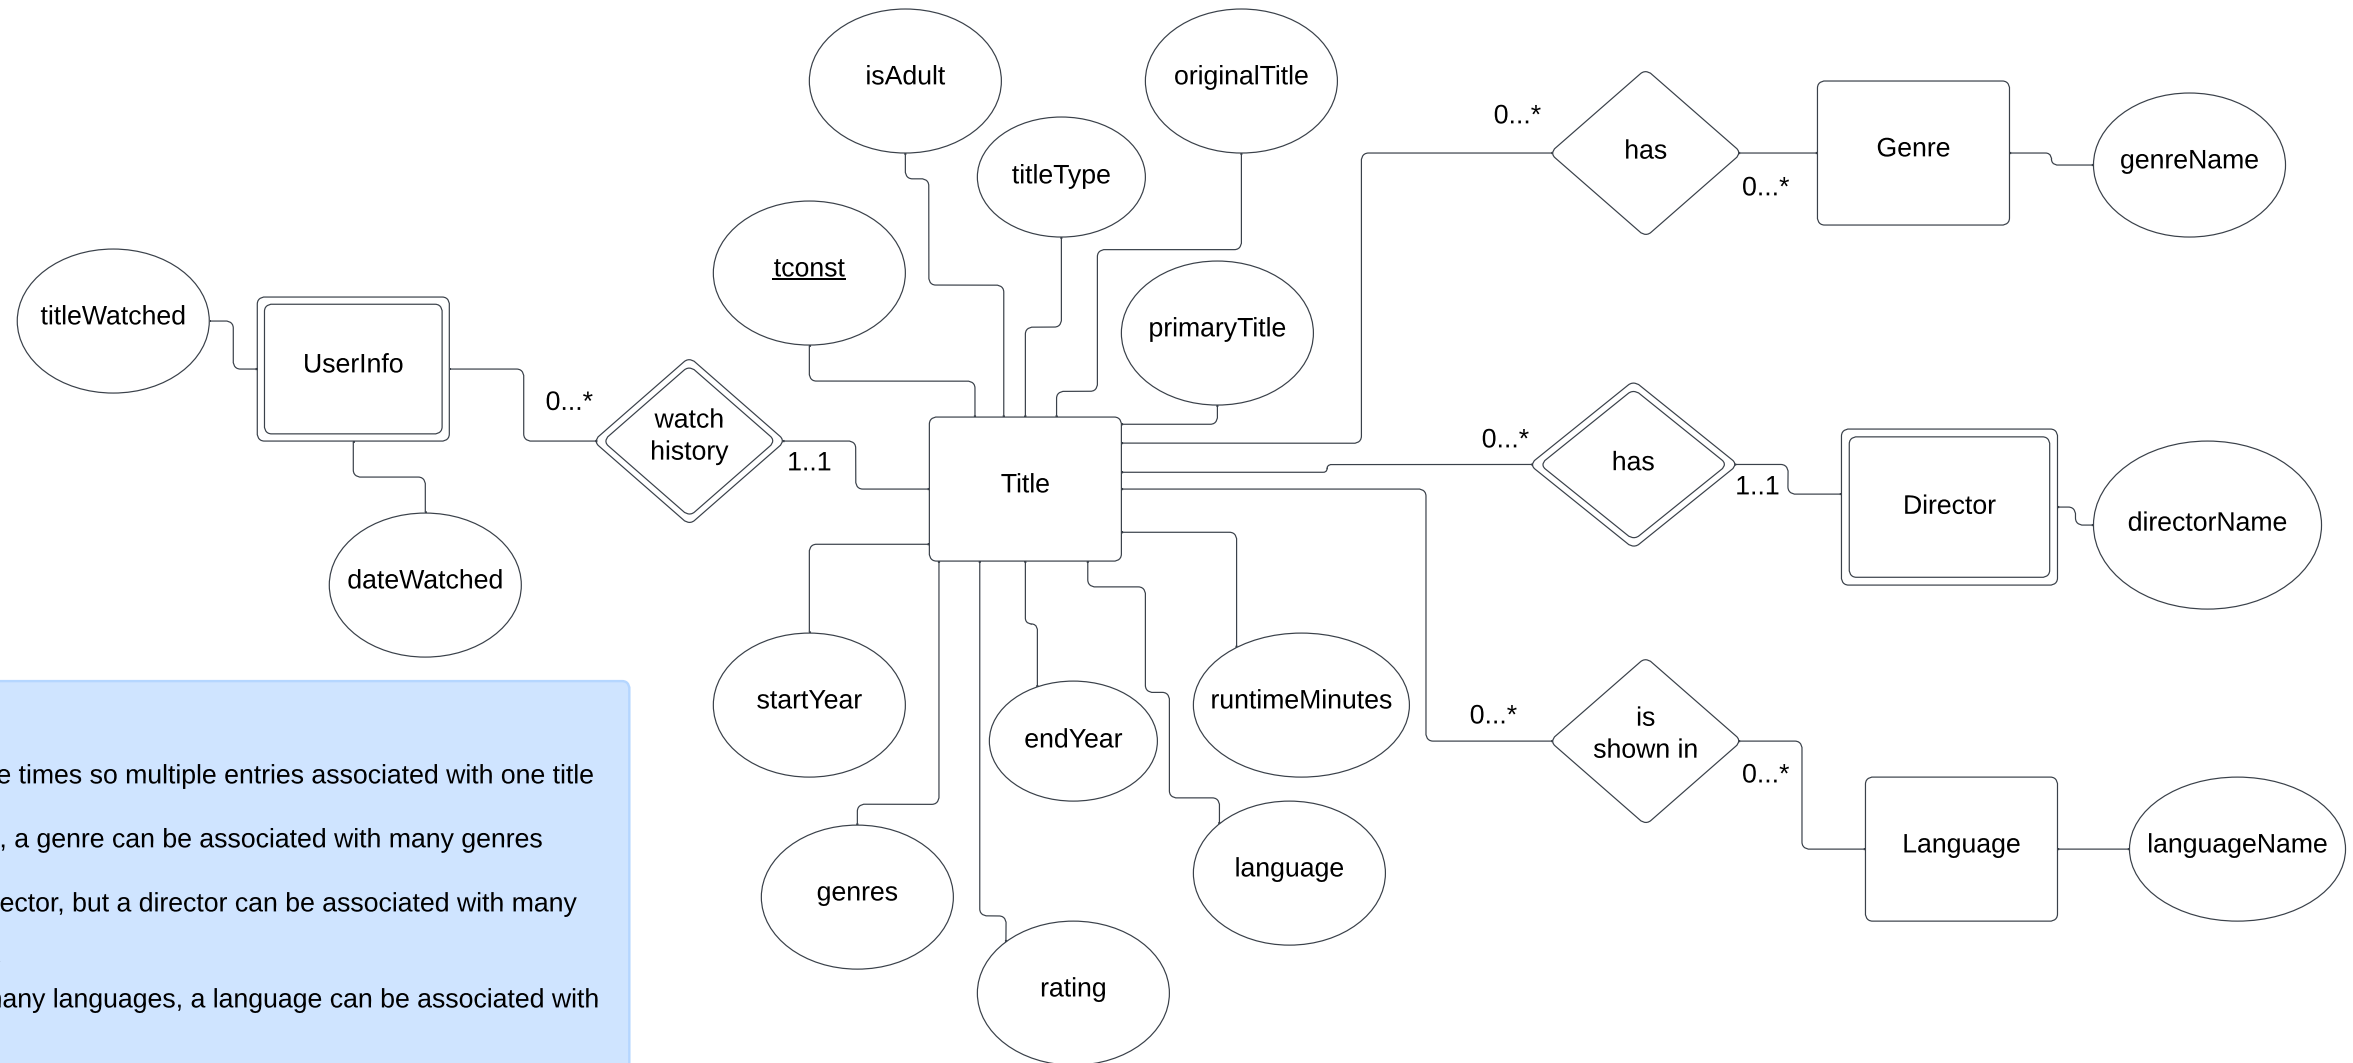 isAdult
originalTitle
titleType
tconst
primaryTitle
0...*
has
0...*
Genre
genreName
titleWatched
UserInfo
dateWatched
0...*
watch
history
1..1
Title
0...*
has
1..1
Director
directorName
startYear
endYear
runtimeMinutes
genres
rating
language
0...*
is
shown in
0...*
Language
languageName
e times so multiple entries associated with one title
, a genre can be associated with many genres
ector, but a director can be associated with many
any languages, a language can be associated with